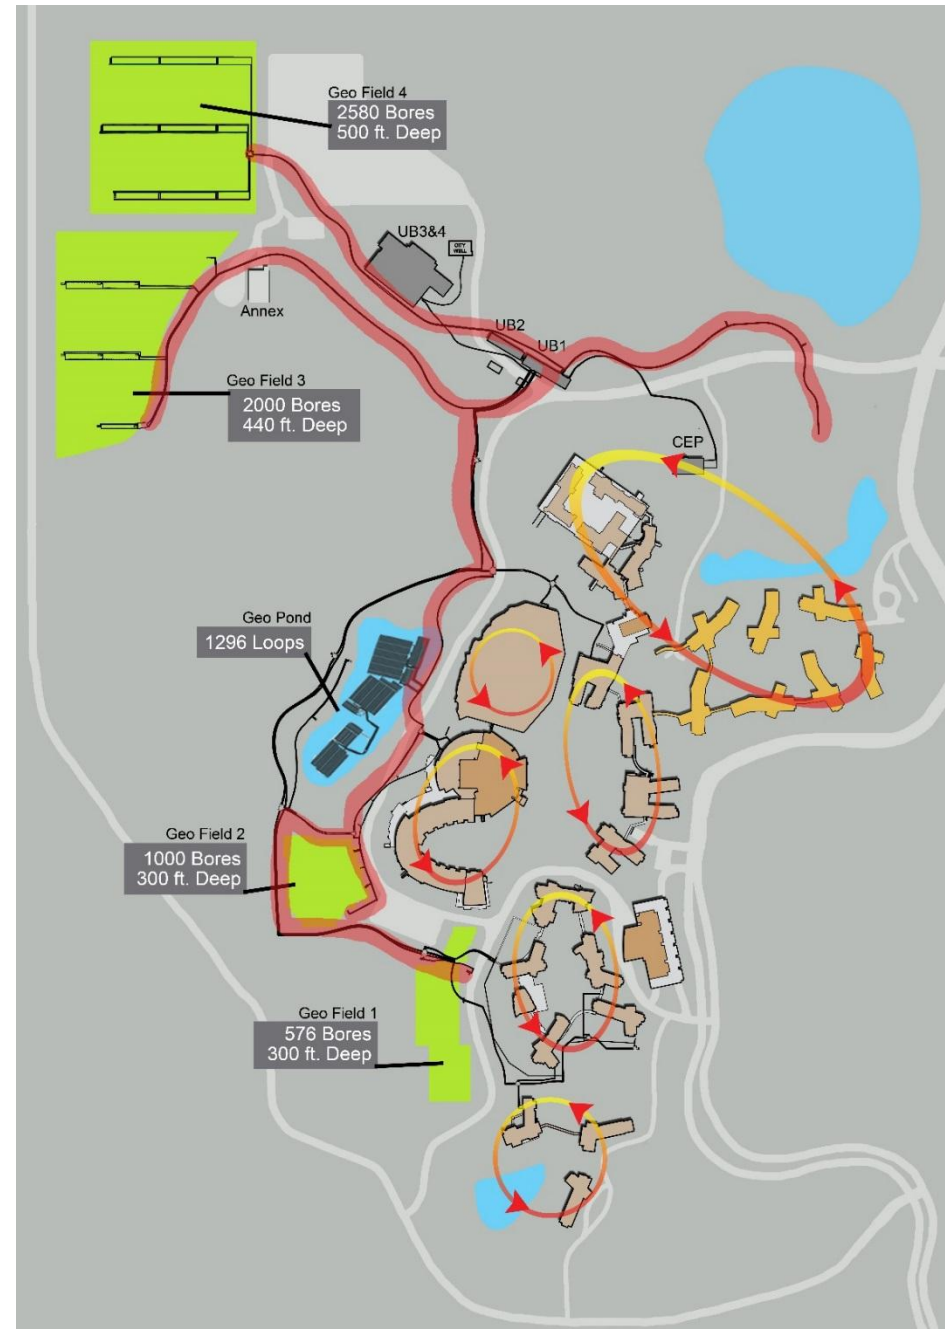 Geo Field 4
2580 Bores
500 ft. Deep
UB3&4
CITY
WELL
Annex
UB2
UB1
Geo Field 3
2000 Bores
440 ft. Deep
CEP
Geo Pond
1296 Loops
Geo Field 2
1000 Bores
300 ft. Deep
Geo Field 1
576 Bores
300 ft. Deep